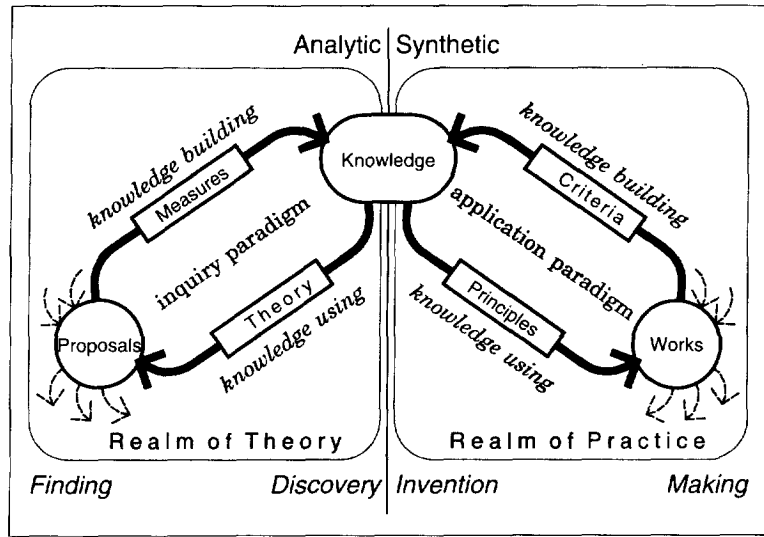 Analytic
Synthetic
knowledge building
Measures
inquiry paradigm
Knowledge
Theory
knowledge using
Proposals
knowledge building
Criteria
application paradigm
Principles
knowledge using
Works
Realm of Theory
Realm of Practice
Finding
Discovery
Invention
Making